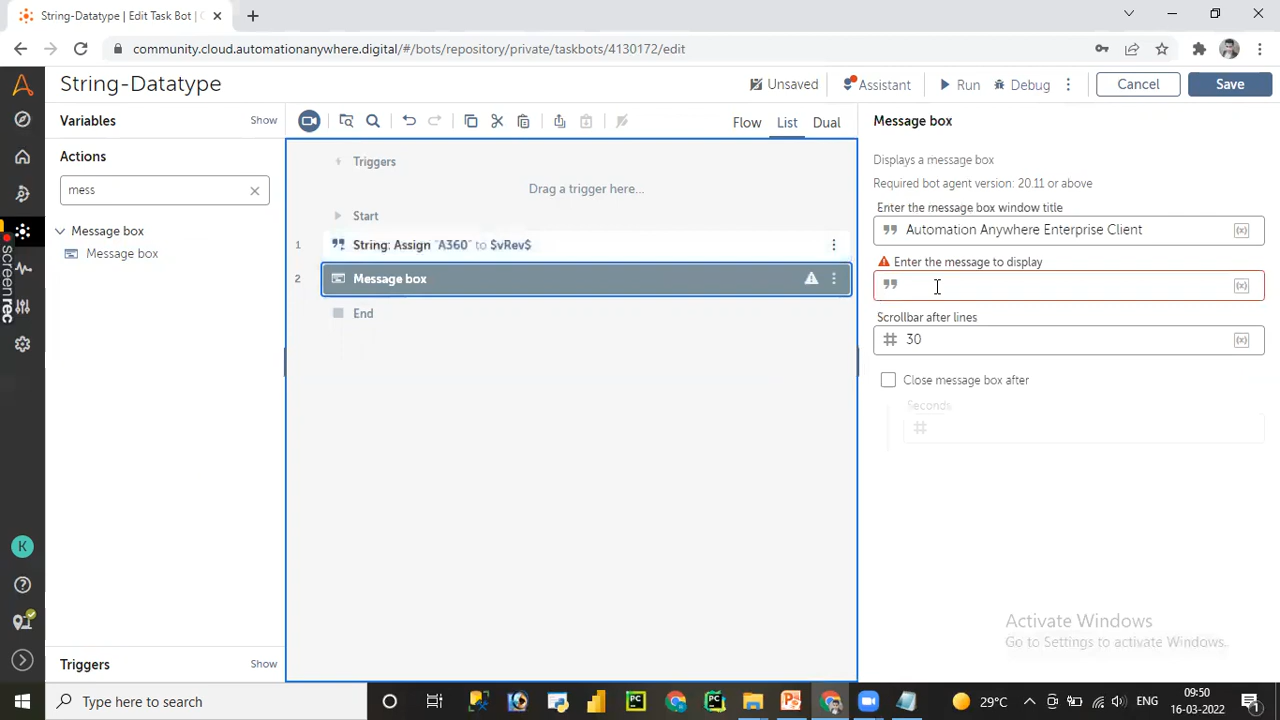 String-Datatype | Edit Task Bot | C
community.cloud.automationanywhere.digital/#/bots/repository/private/taskbots/4130172/edit
String-Datatype
Unsaved
Assistant
Run
Debug
Cancel
Save
Variables
Show
Flow
List
Dual
Message box
Actions
mess
Message box
Message box
Triggers
Drag a trigger here...
Start
1
String: Assign "A360" to $vRev$
2
Message box
End
Displays a message box
Required bot agent version: 20.11 or above
Enter the message box window title
Automation Anywhere Enterprise Client
(x)
Enter the message to display
(x)
Scrollbar after lines
30
(x)
Close message box after
Seconds
screenrec
K
Activate Windows
Go to Settings to activate Windows.
Triggers
Show
Type here to search
PC
PC
29°C
ENG
09:50
16-03-2022
1